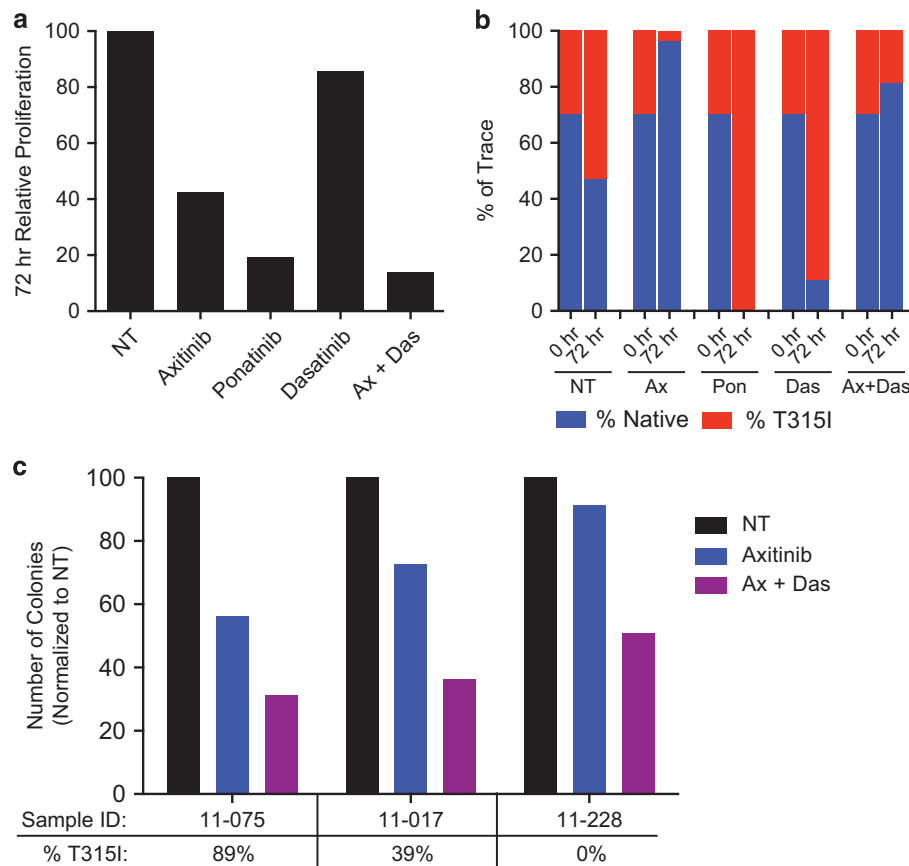 a
72 hr Relative Proliferation
100
80
60
40
20
0
NT
Axitinib
Ponatinib
Dasatinib
Ax + Das
b
% of Trace
100
80
60
40
20
0
0 hr
72 hr
0 hr
72 hr
0 hr
72 hr
0 hr
72 hr
0 hr
72 hr
NT
Ax
Pon
Das
Ax+Das
% Native
% T315I
c
Number of Colonies
(Normalized to NT)
100
80
60
40
20
0
NT
Axitinib
Ax + Das
Sample ID: 11-075 11-017 11-228
% T315I: 89% 39% 0%